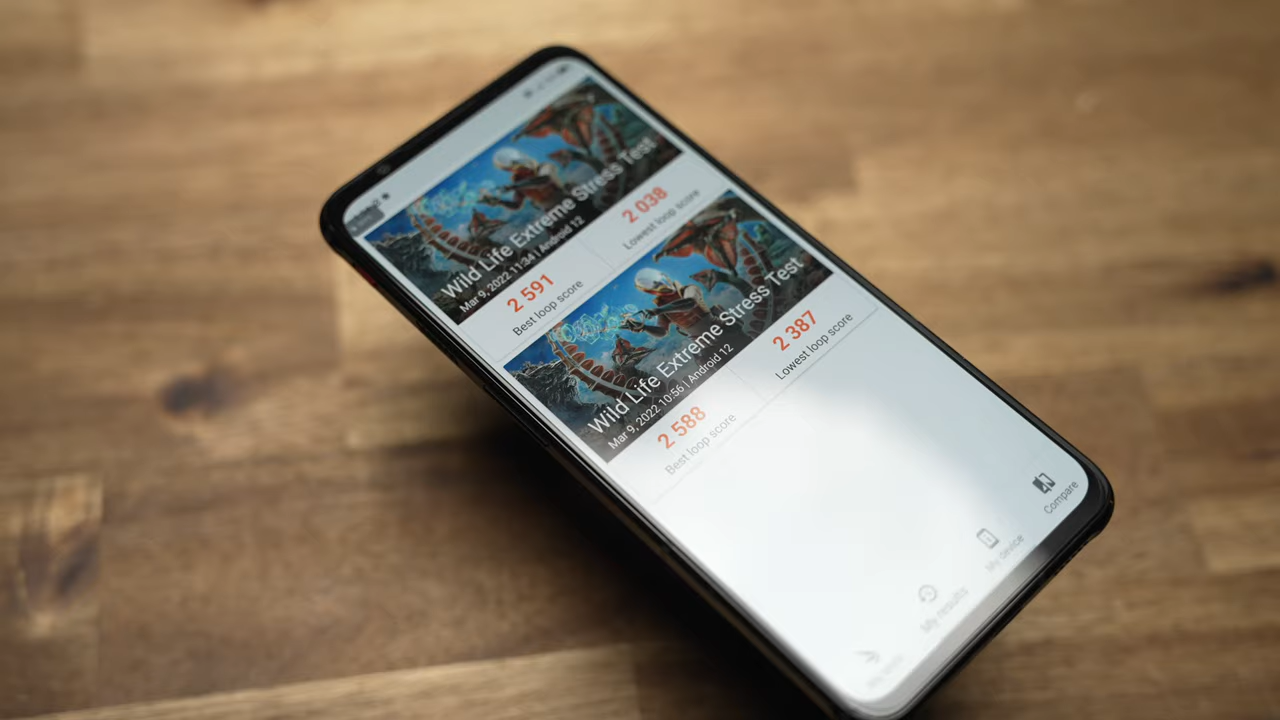 Wild Life Extreme Stress Test
Mar 9, 2022 11:34 | Android 12
2 591
Best loop score
2 038
Lowest loop score
Wild Life Extreme Stress Test
Mar 9, 2022 10:56 | Android 12
2 588
Best loop score
2 387
Lowest loop score
My results
My device
Compare